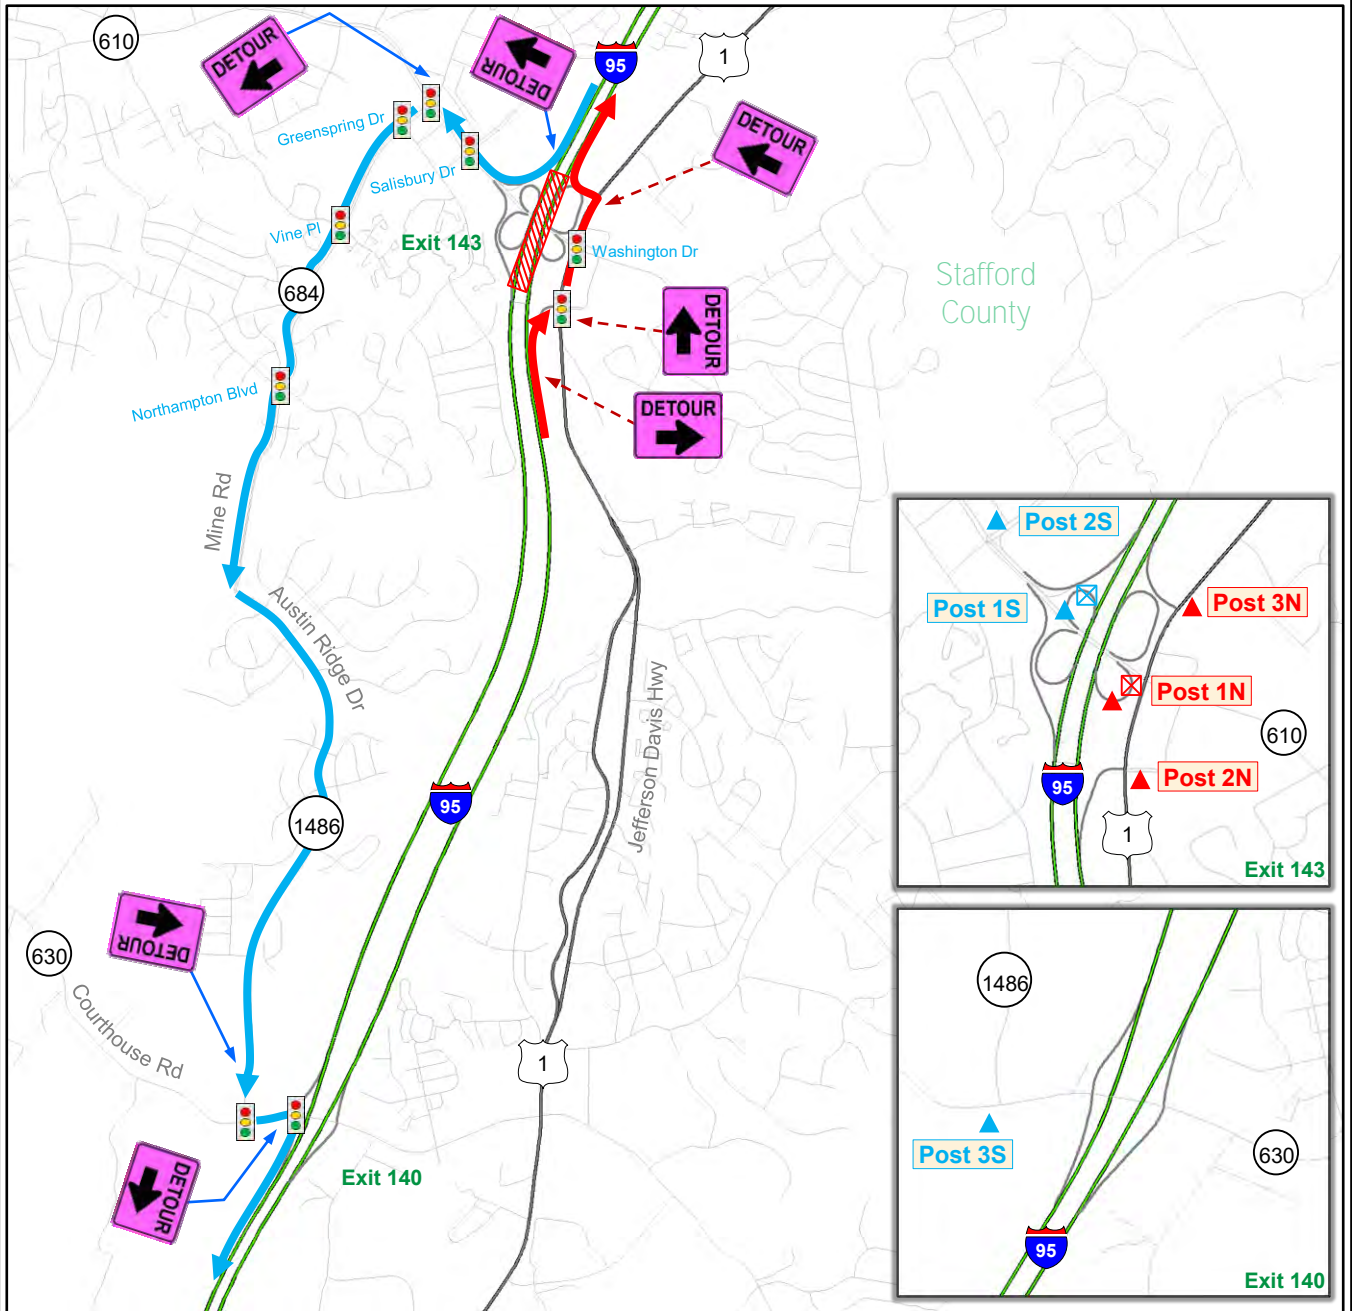 610
DETOUR
DETOUR
95
1
Greenspring Dr
DETOUR
Salisbury Dr
Vine Pl
Exit 143
Washington Dr
684
Stafford
County
DETOUR
Northampton Blvd
DETOUR
Mine Rd
Austin Ridge Dr
Jefferson Davis Hwy
95
1486
DETOUR
630
Courthouse Rd
1
DETOUR
Exit 140
Post 2S
Post 1S
Post 3N
Post 1N
610
Post 2N
95
1
Exit 143
1486
Post 3S
630
95
Exit 140